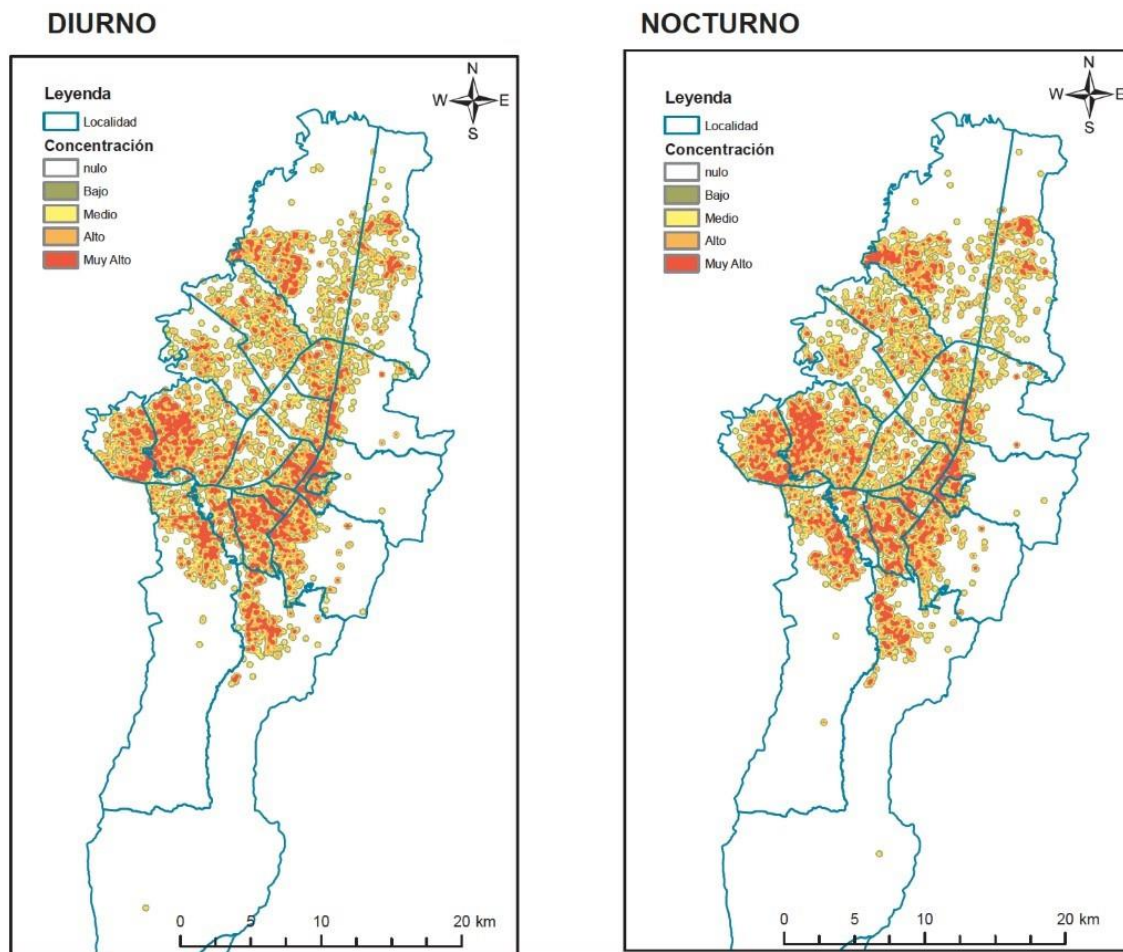 DIURNO
N
W E
S
Leyenda
Localidad
Concentración
nulo
Bajo
Medio
Alto
Muy Alto
0 5 10 20 km
NOCTURNO
N
W E
S
Leyenda
Localidad
Concentración
nulo
Bajo
Medio
Alto
Muy Alto
0 5 10 20 km